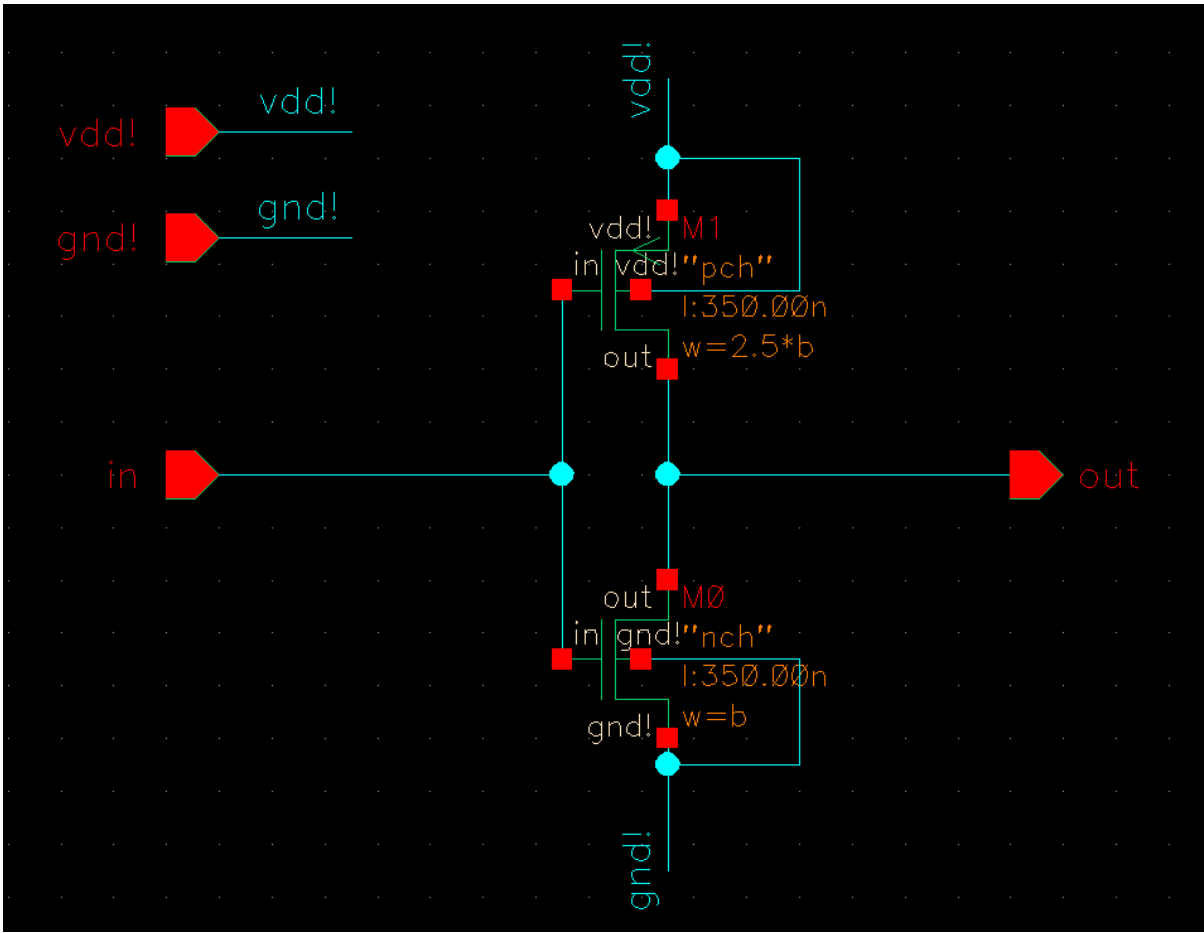 vdd!
vdd!
vdd!
gnd!
gnd!
vdd!
M1
in
vdd!
"pch"
l:350.00n
w=2.5*b
out
in
out
out
M0
in
gnd!
"nch"
l:350.00n
w=b
gnd!
gnd!